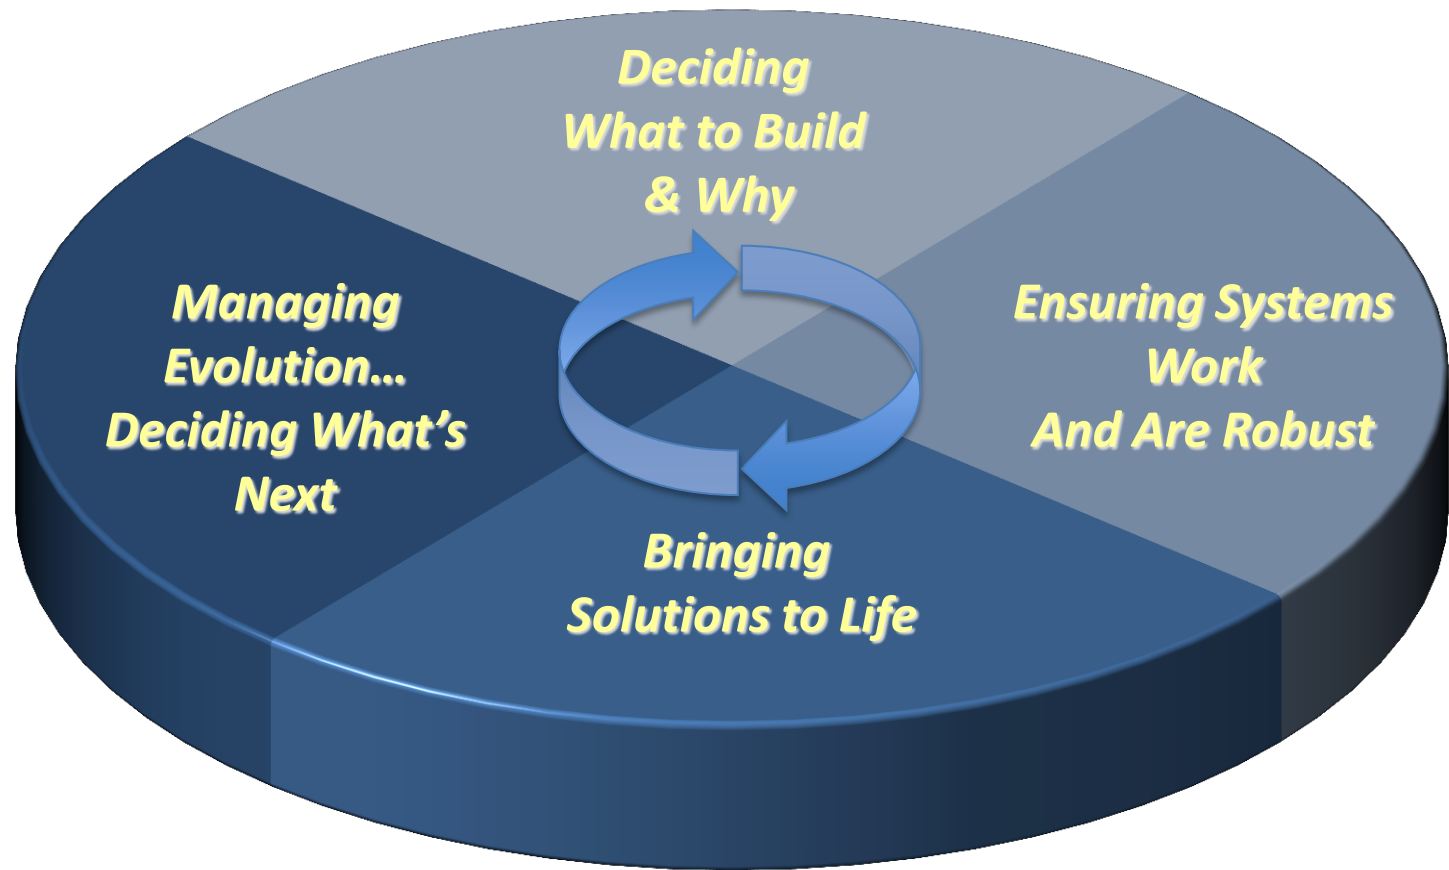 Deciding
What to Build
& Why
Ensuring Systems
Work
And Are Robust
Bringing
Solutions to Life
Managing
Evolution…
Deciding What’s
Next